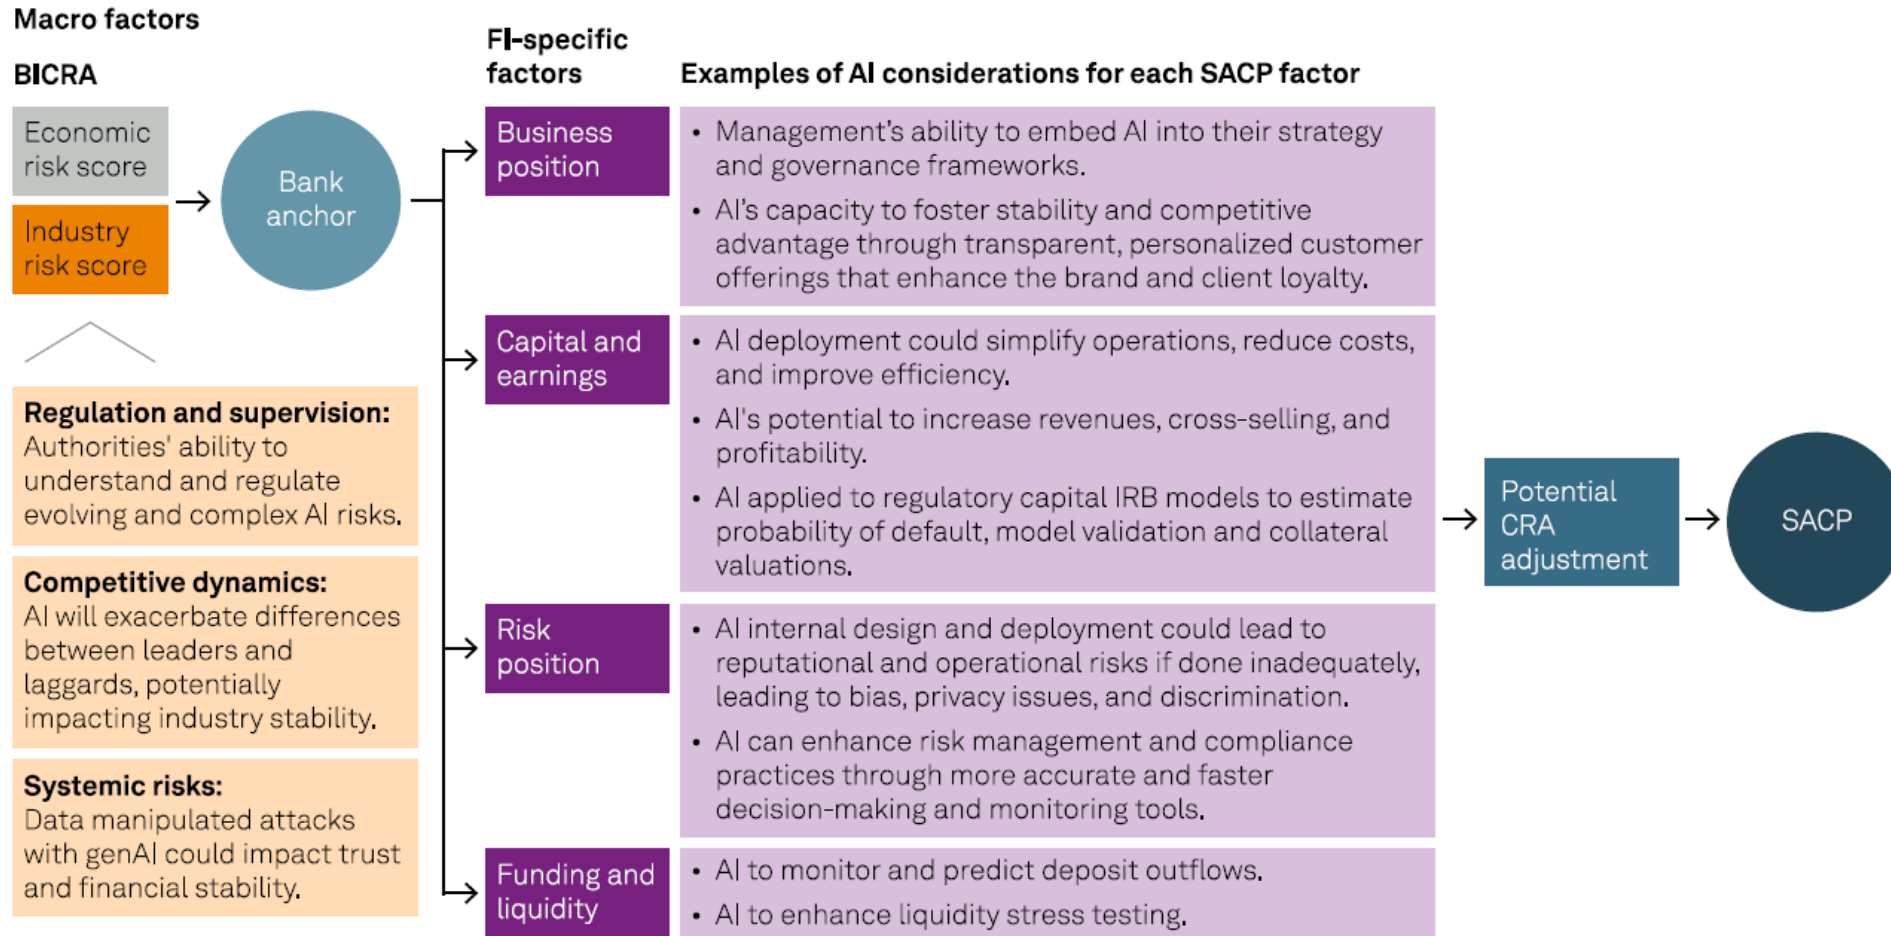 Macro factors
BICRA
Economic
risk score
Industry
risk score
Bank
anchor
Regulation and supervision:
Authorities' ability to
understand and regulate
evolving and complex AI risks.
Competitive dynamics:
AI will exacerbate differences
between leaders and
laggards, potentially
impacting industry stability.
Systemic risks:
Data manipulated attacks
with genAI could impact trust
and financial stability.
FI-specific
factors
Examples of AI considerations for each SACP factor
Business
position
• Management’s ability to embed AI into their strategy
and governance frameworks.
• AI’s capacity to foster stability and competitive
advantage through transparent, personalized customer
offerings that enhance the brand and client loyalty.
Capital and
earnings
• AI deployment could simplify operations, reduce costs,
and improve efficiency.
• AI's potential to increase revenues, cross-selling, and
profitability.
• AI applied to regulatory capital IRB models to estimate
probability of default, model validation and collateral
valuations.
Risk
position
• AI internal design and deployment could lead to
reputational and operational risks if done inadequately,
leading to bias, privacy issues, and discrimination.
• AI can enhance risk management and compliance
practices through more accurate and faster
decision-making and monitoring tools.
Funding and
liquidity
• AI to monitor and predict deposit outflows.
• AI to enhance liquidity stress testing.
Potential
CRA
adjustment
SACP